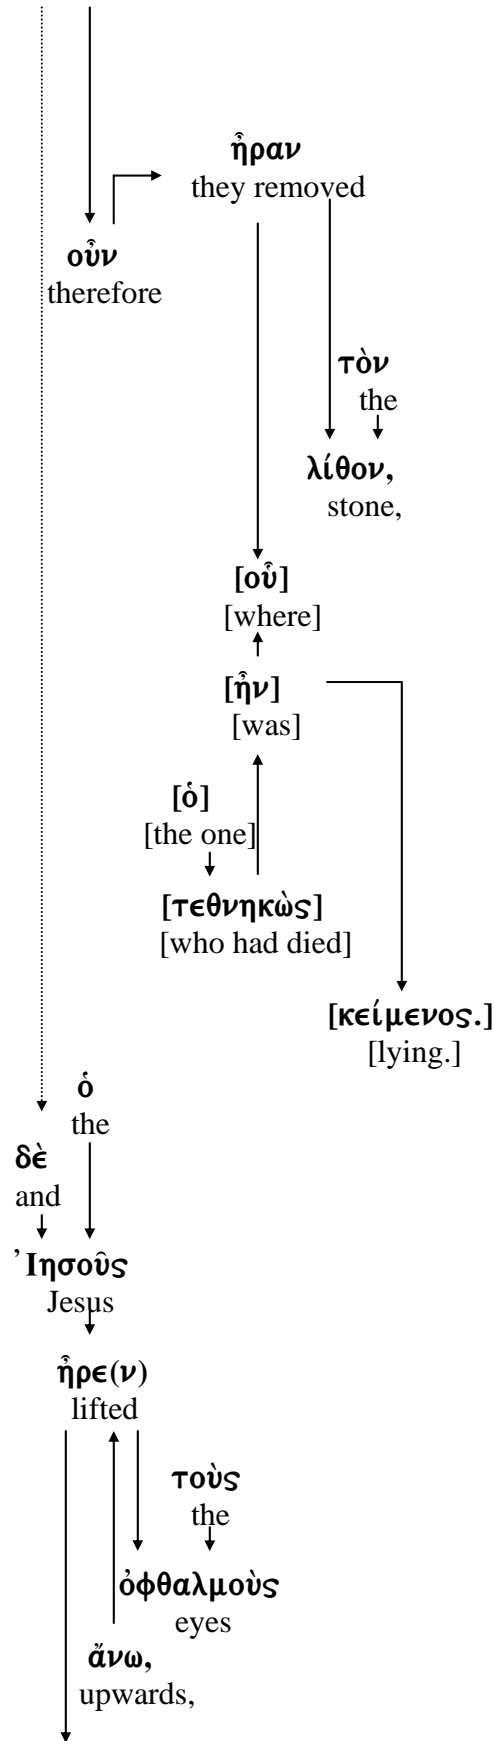 ἦραν
they removed
οὖν
therefore
τὸν
the
λίθον,
stone,
[οὗ]
[where]
[ἦν]
[was]
[ὁ]
[the one]
[τεθνηκὼς]
[who had died]
[κείμενος.]
[lying.]
ὁ
the
δὲ
and
Ἰησοῦς
Jesus
ἦρε(ν)
lifted
τοὺς
the
ὀφθαλμοὺς
eyes
ἄνω,
upwards,